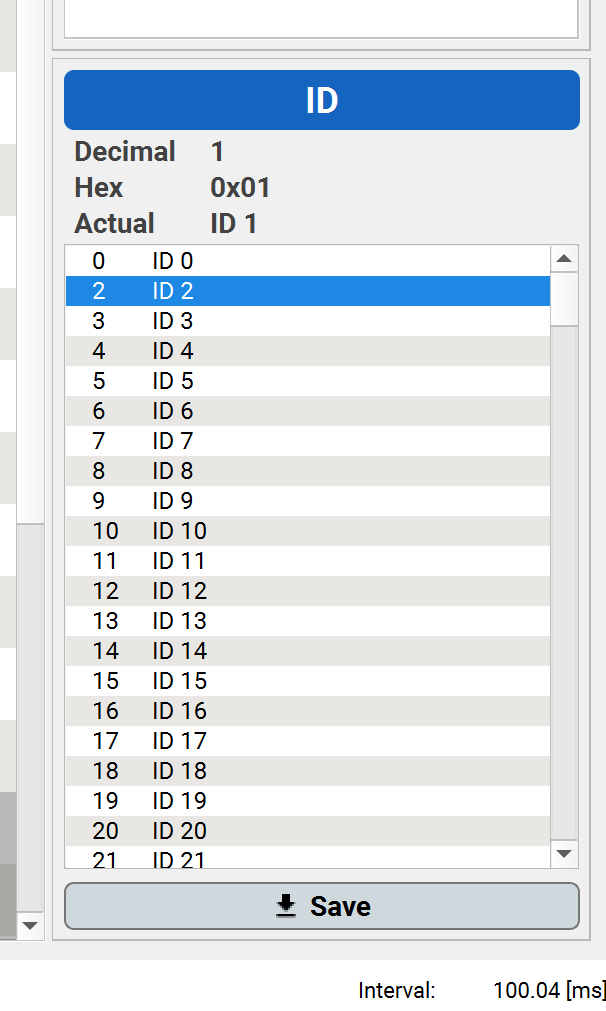 ID
Decimal 1
Hex 0x01
Actual ID 1
0 ID 0
2 ID 2
3 ID 3
4 ID 4
5 ID 5
6 ID 6
7 ID 7
8 ID 8
9 ID 9
10 ID 10
11 ID 11
12 ID 12
13 ID 13
14 ID 14
15 ID 15
16 ID 16
17 ID 17
18 ID 18
19 ID 19
20 ID 20
21 ID 21
Save
Interval: 100.04 [ms]